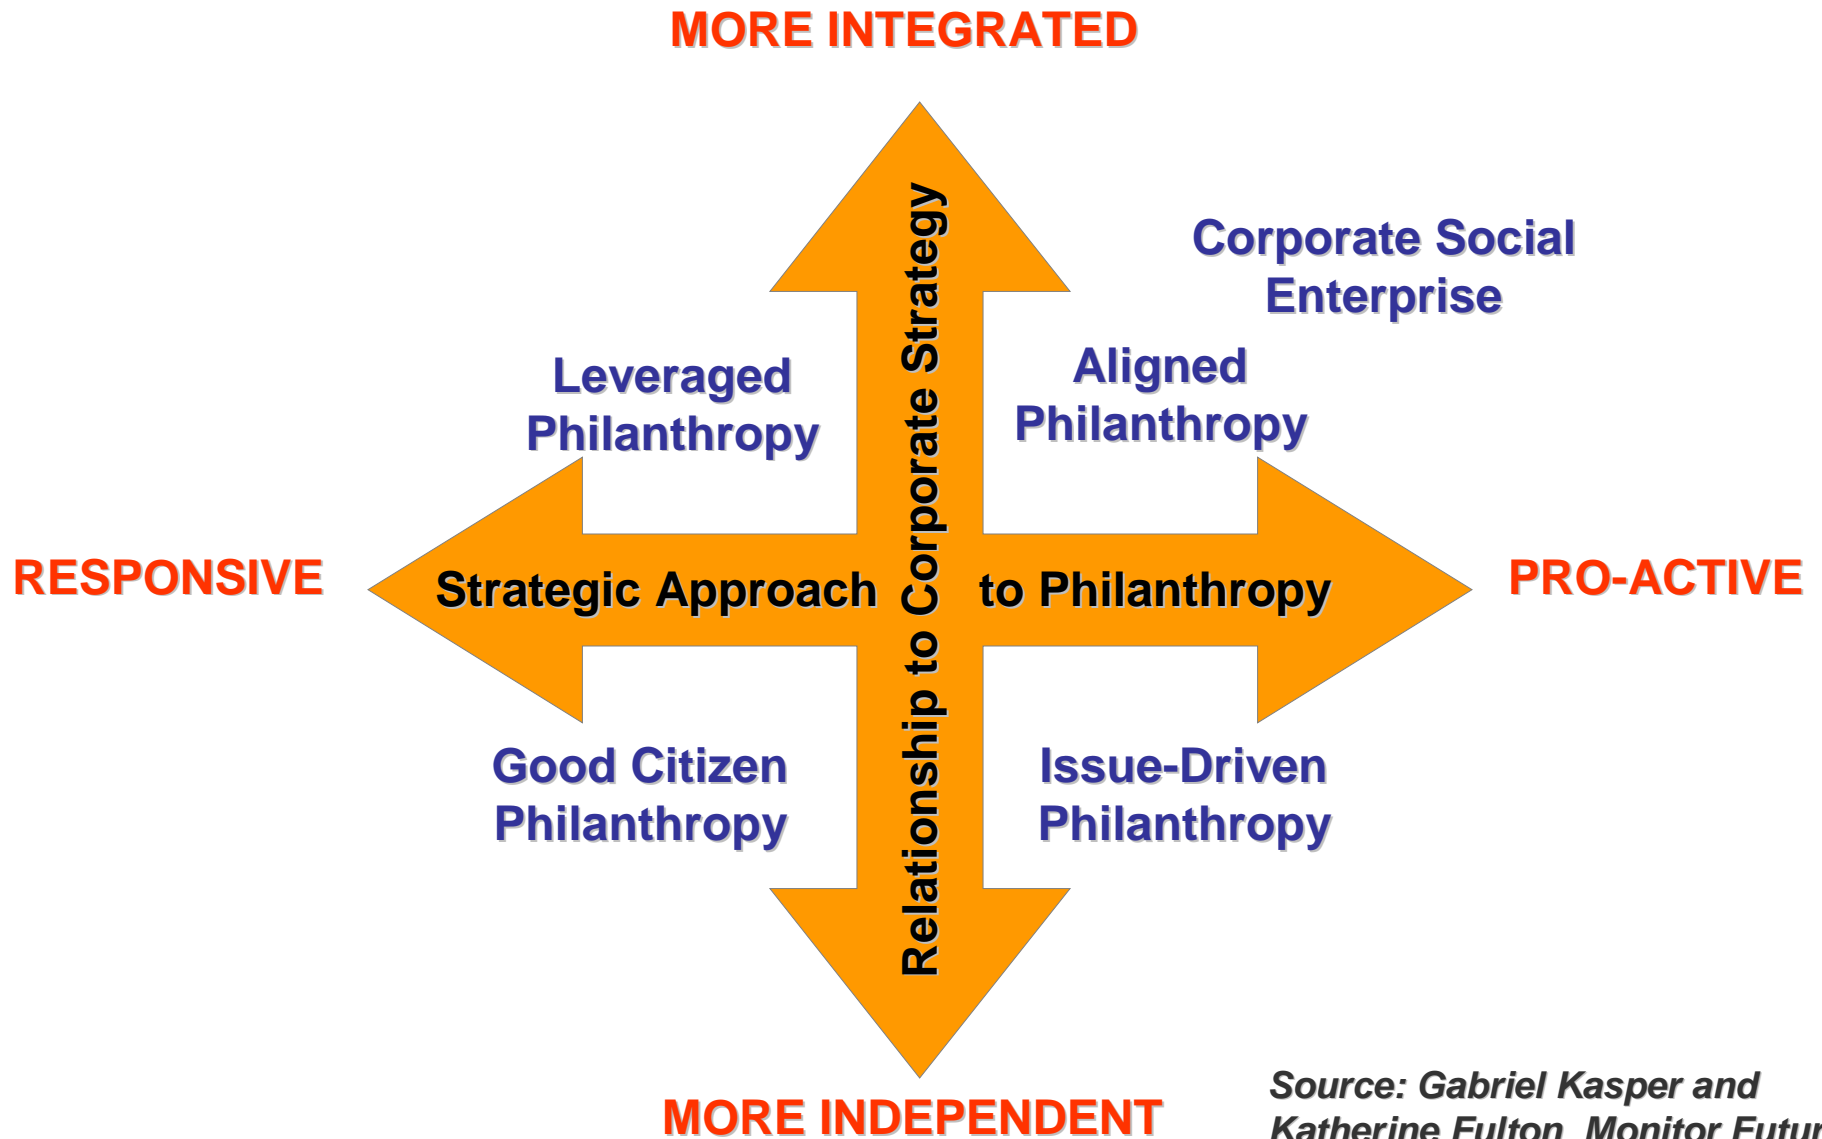 MORE INTEGRATED
Corporate Social
Enterprise
Leveraged
Philanthropy
Aligned
Philanthropy
Relationship to Corporate Strategy
RESPONSIVE
Strategic Approach to Philanthropy
PRO-ACTIVE
Good Citizen
Philanthropy
Issue-Driven
Philanthropy
MORE INDEPENDENT
Source: Gabriel Kasper and
Katherine Fulton, Monitor Futur